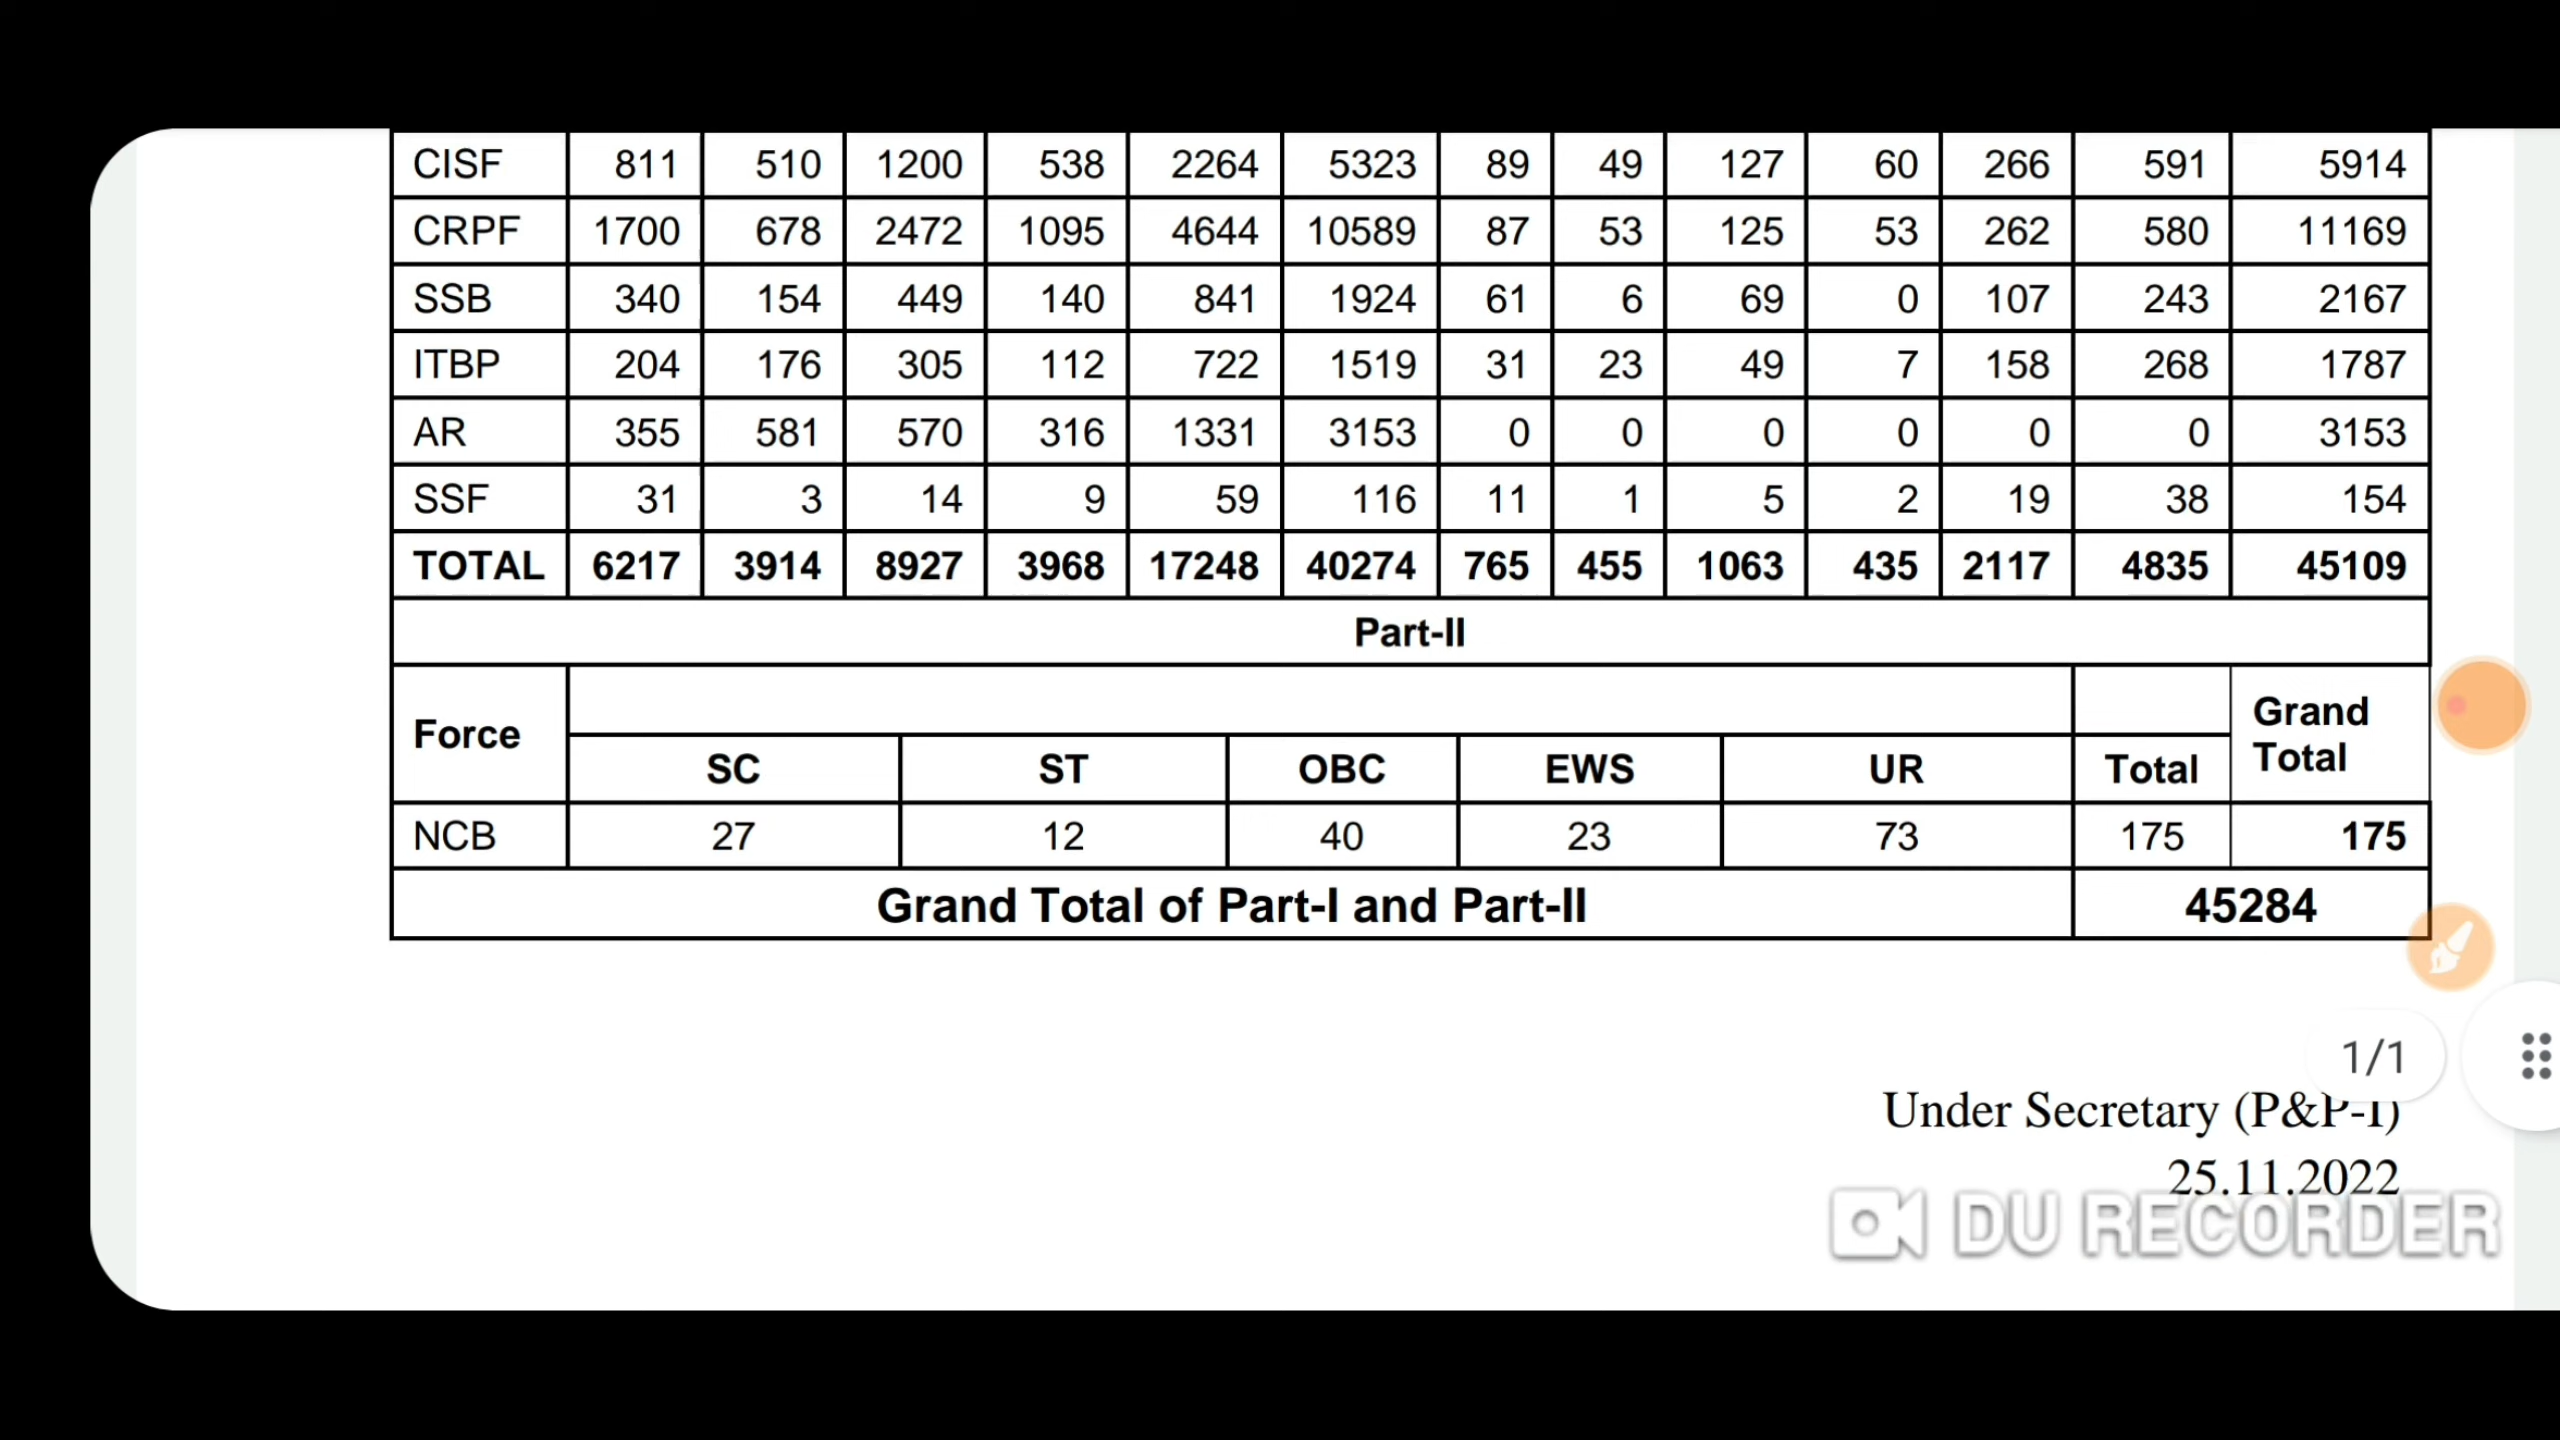 CISF 811 510 1200 538 2264 5323 89 49 127 60 266 591 5914
CRPF 1700 678 2472 1095 4644 10589 87 53 125 53 262 580 11169
SSB 340 154 449 140 841 1924 61 6 69 0 107 243 2167
ITBP 204 176 305 112 722 1519 31 23 49 7 158 268 1787
AR 355 581 570 316 1331 3153 0 0 0 0 0 0 3153
SSF 31 3 14 9 59 116 11 1 5 2 19 38 154
TOTAL 6217 3914 8927 3968 17248 40274 765 455 1063 435 2117 4835 45109
Part-II
Force SC ST OBC EWS UR Total Grand Total
NCB 27 12 40 23 73 175 175
Grand Total of Part-I and Part-II 45284
1/1
Under Secretary (P&P-I)
25.11.2022
DU RECORDER